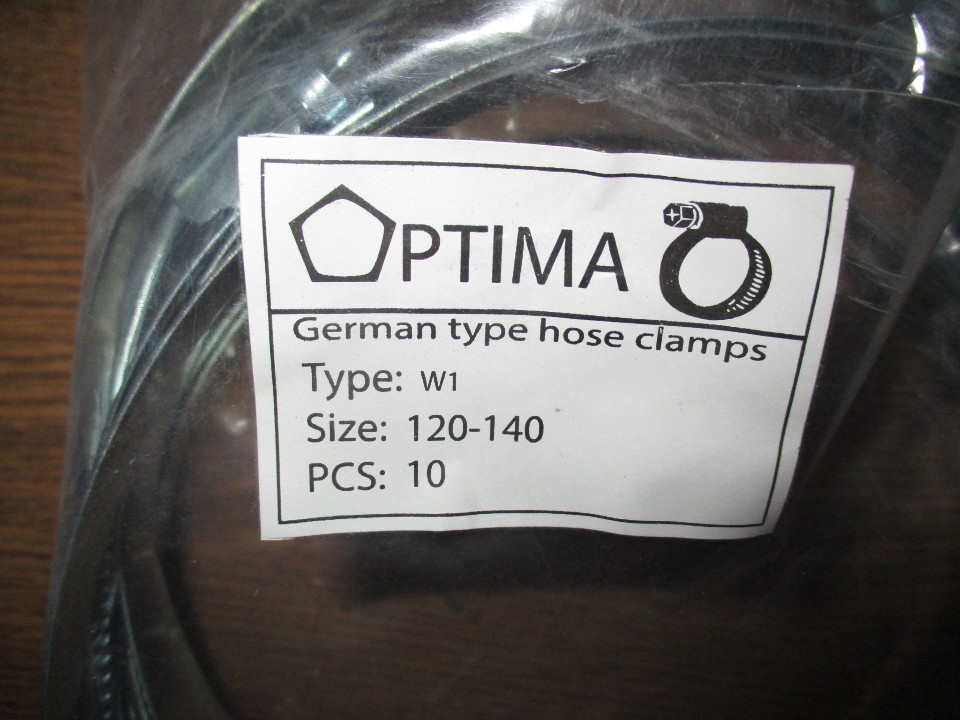 OPTIMA
German type hose clamps
Type: W1
Size: 120-140
PCS: 10